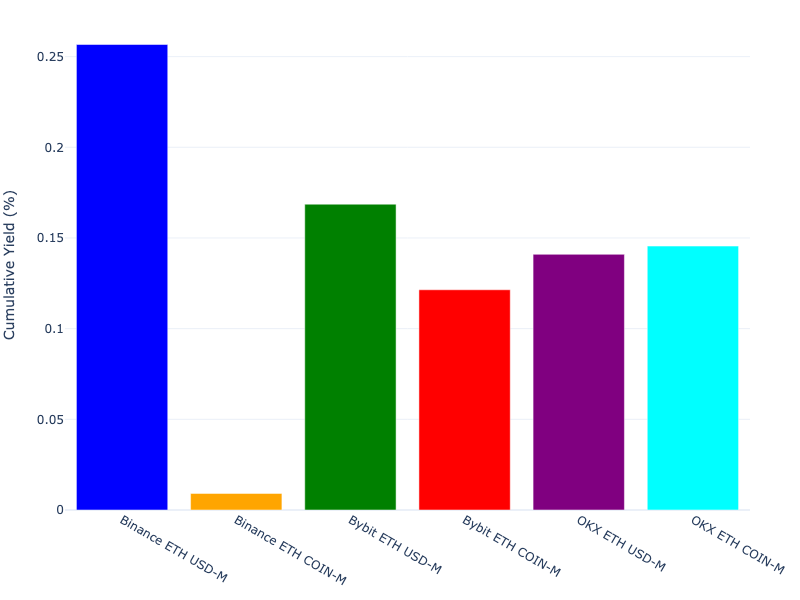 Cumulative Yield (%)
0.25
0.2
0.15
0.1
0.05
0
Binance ETH USD-M
Binance ETH COIN-M
Bybit ETH USD-M
Bybit ETH COIN-M
OKX ETH USD-M
OKX ETH COIN-M